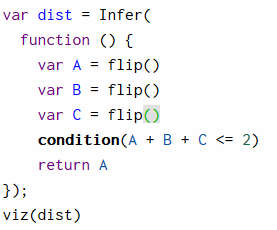 var dist = Infer(
function () {
var A = flip()
var B = flip()
var C = flip()
condition(A + B + C <= 2)
return A
});
viz(dist)